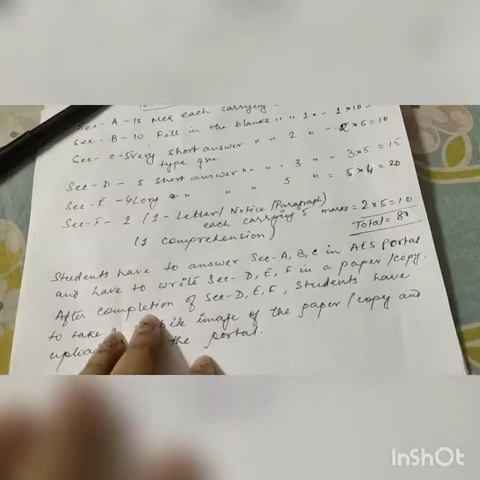 Sec - A - 15 MCQ each carrying
Sec - B - 10 Fill in the blanks " " 1 " - 1 x 10 =
Sec - C - 5 very short answer " " 2 " - 2 x 5 = 10
type qn
Sec - D - 5 Short answer " " 3 " 3 x 5 = 15
Sec - E - 4 Long " " " 5 " = 5 x 4 = 20
Sec - F - 2 (1 - Letter / Notice / Paragraph)
each carrying 5 marks = 2 x 5 = 10
(1 comprehension) Total = 80
Students have to answer Sec - A, B, C in AES Portal
and have to write Sec - D, E, F in a paper / copy.
After completion of Sec - D, E, F, Students have
to take image of the paper / copy and
upload the portal.
InShOt